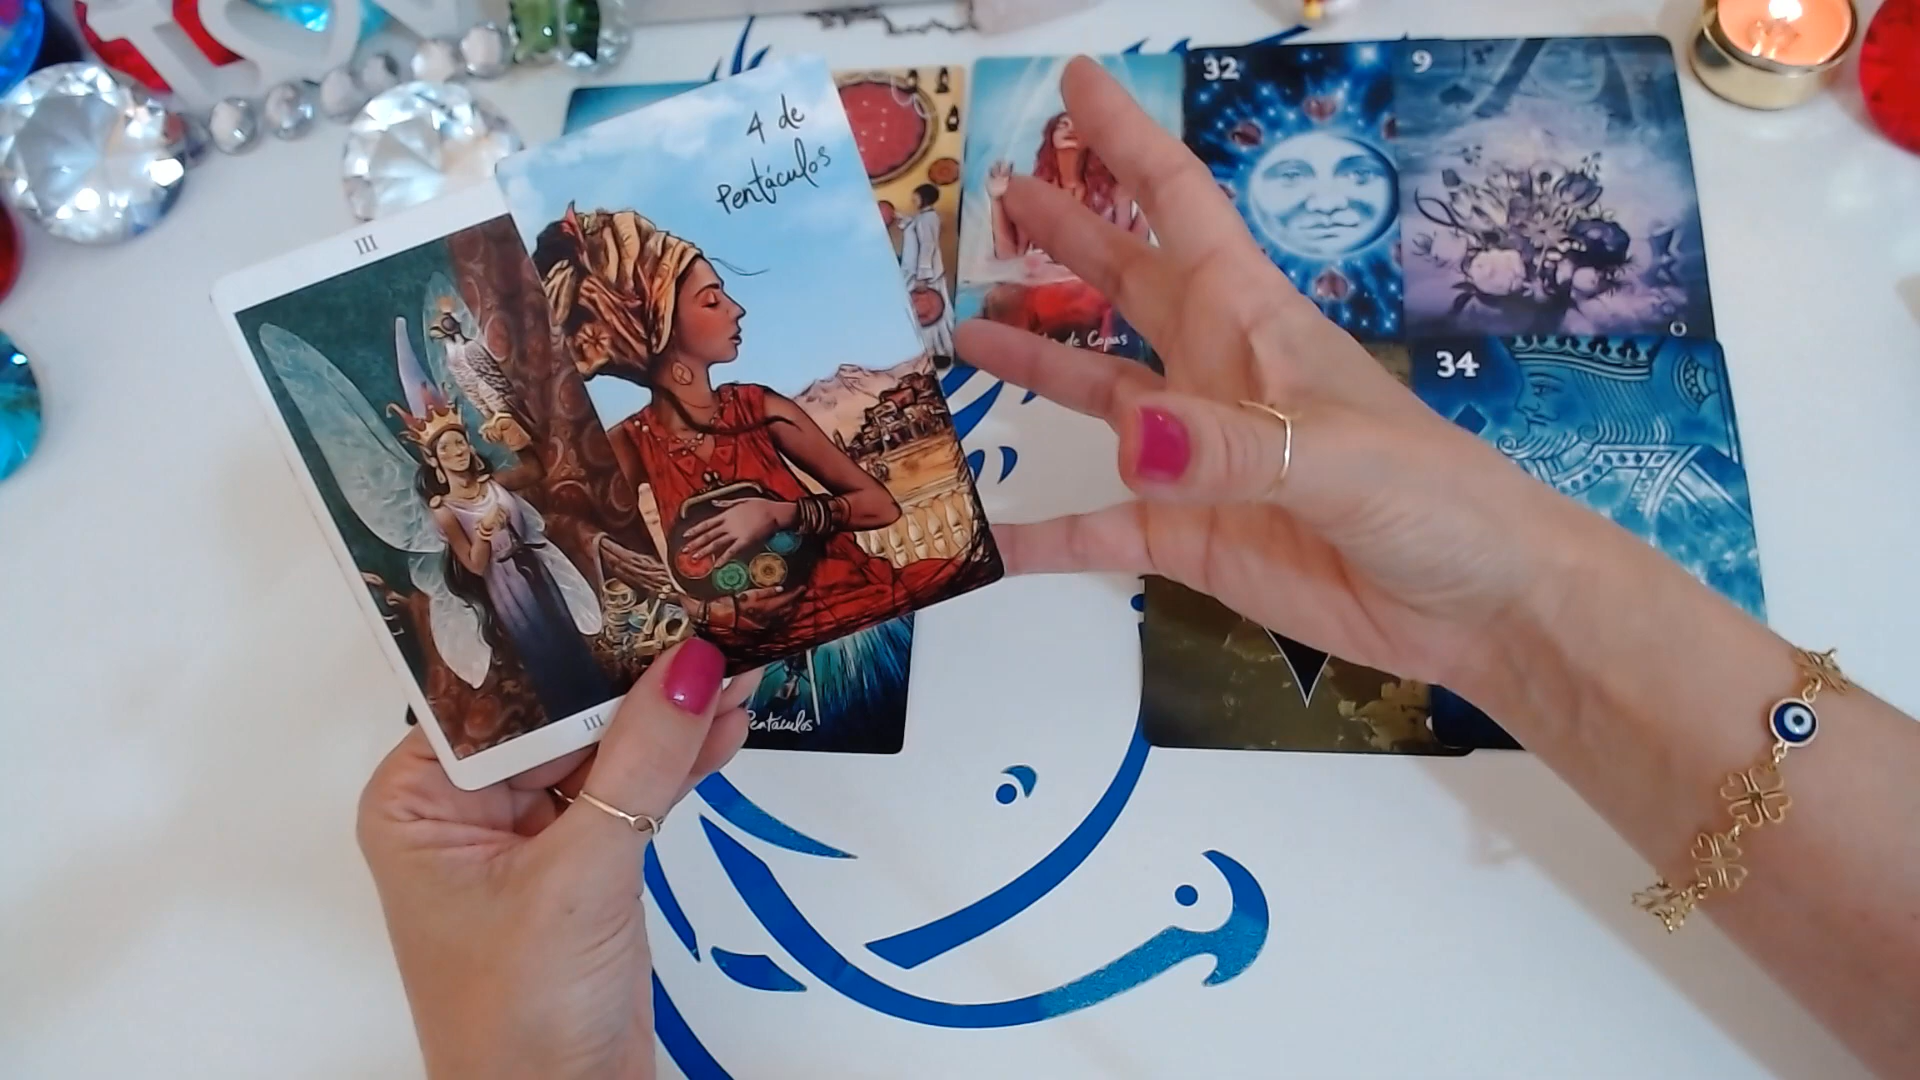 4 de
Pentáculos
III
III
32
9
de Copas
34
Pentáculos